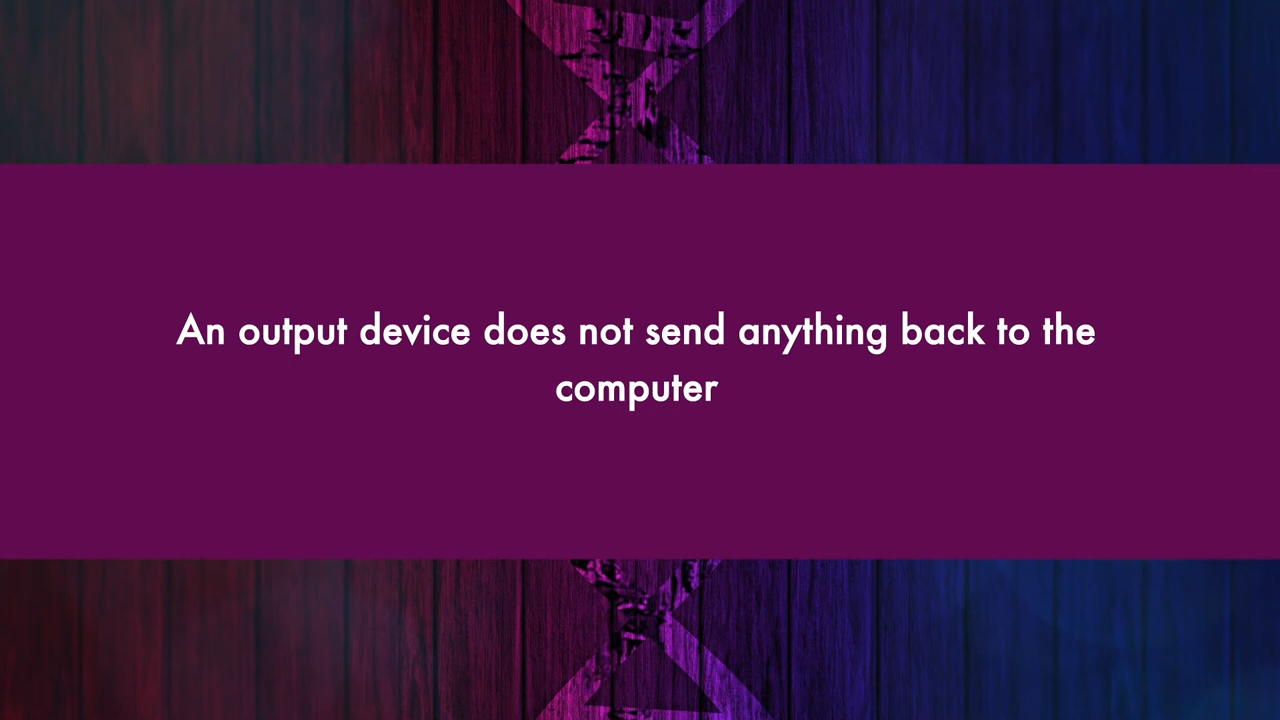 An output device does not send anything back to the
computer